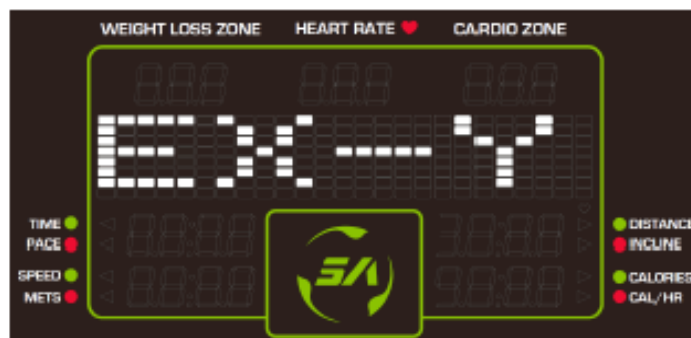 WEIGHT LOSS ZONE HEART RATE CARDIO ZONE
EX-Y
TIME
PACE
SPEED
METS
SA
DISTANCE
INCLINE
CALORIES
CAL/HR